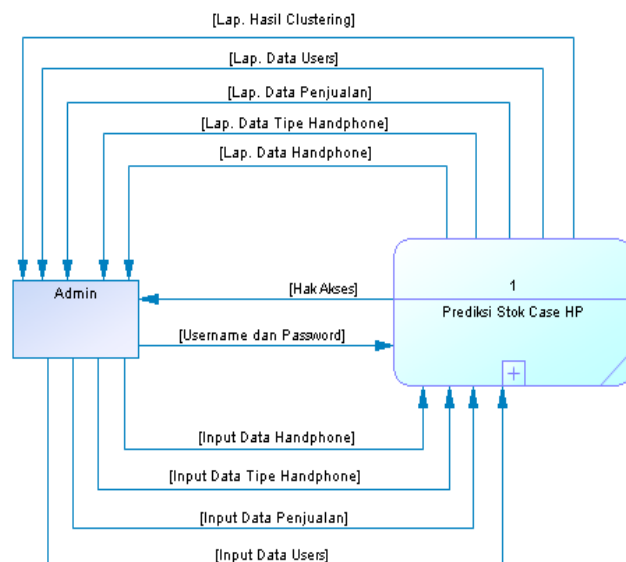 [Lap. Hasil Clustering]
[Lap. Data Users]
[Lap. Data Penjualan]
[Lap. Data Tipe Handphone]
[Lap. Data Handphone]
Admin
[Hak Akses]
1
Prediksi Stok Case HP
[Username dan Password]
[Input Data Handphone]
[Input Data Tipe Handphone]
[Input Data Penjualan]
[Input Data Users]